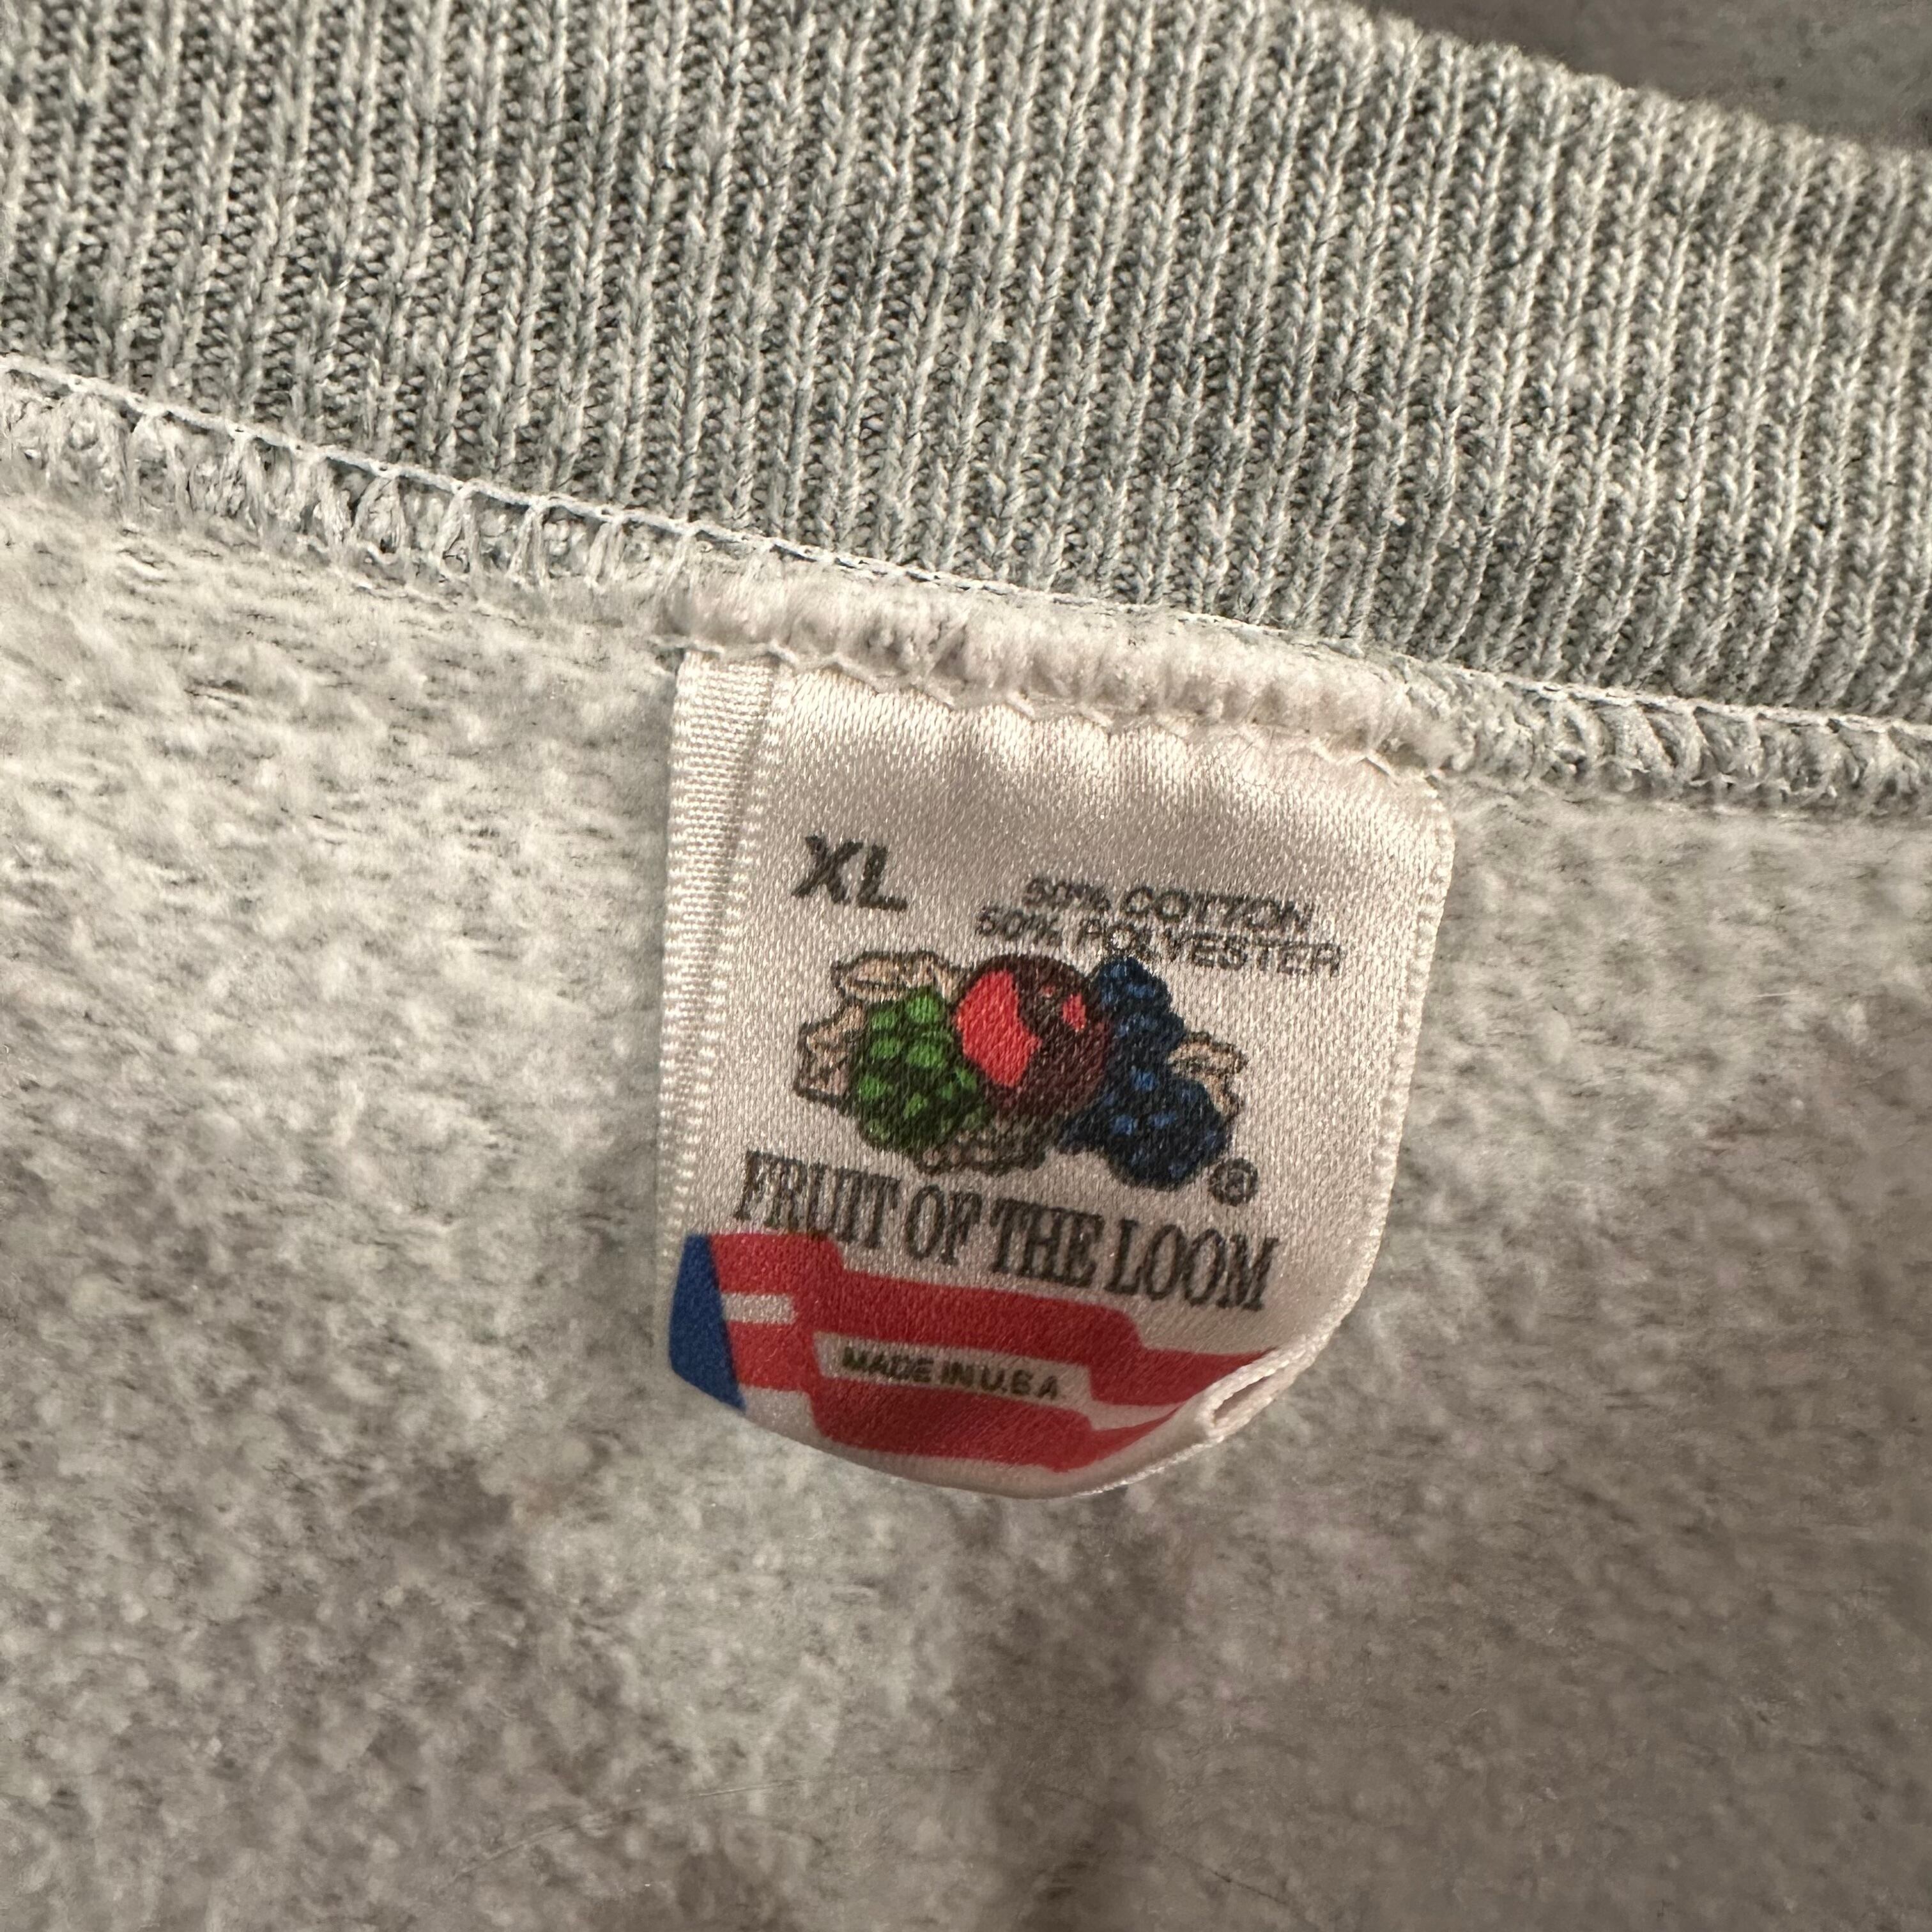 XL
50% COTTON
50% POLYESTER
®
FRUIT OF THE LOOM
MADE IN U.S.A